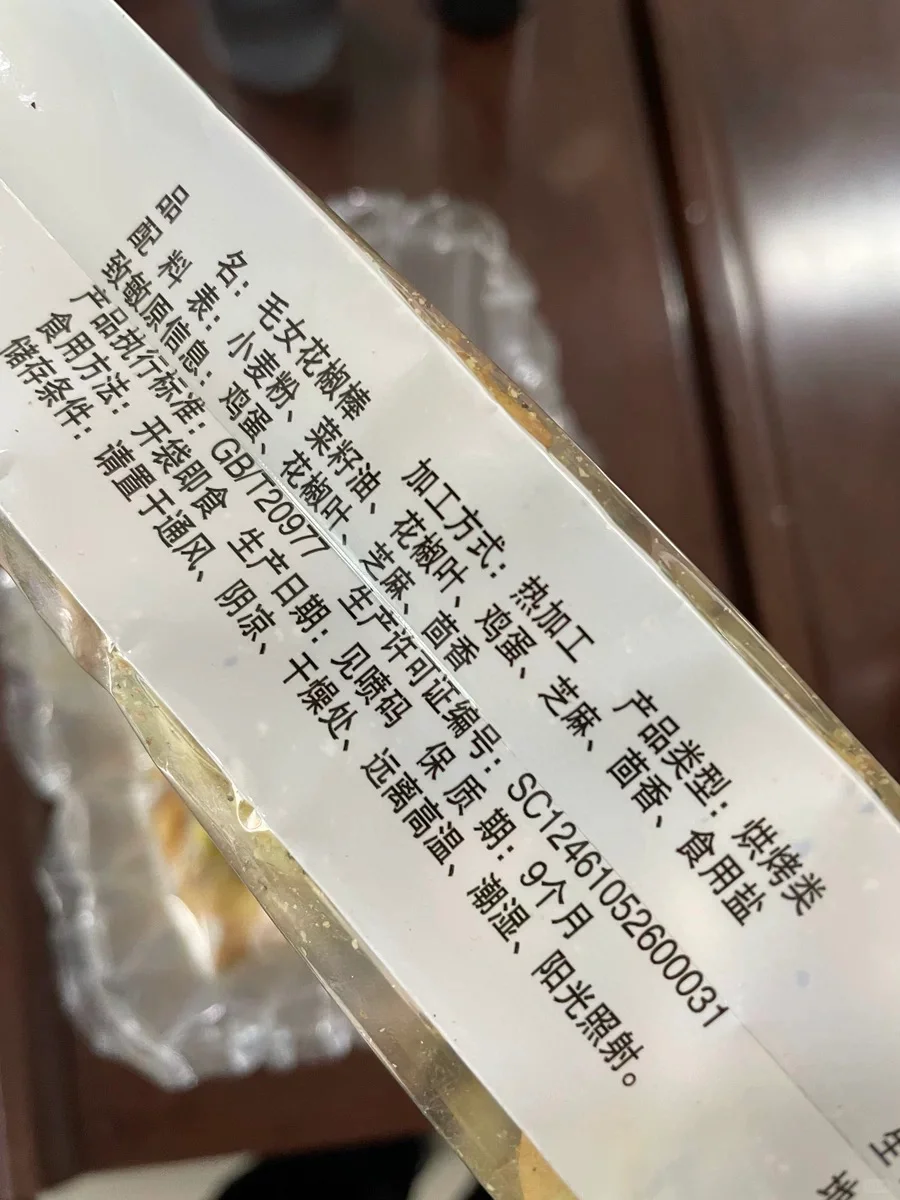 品 名：毛女花椒棒 加工方式：热加工 产品类型：烘烤类
配 料 表：小麦粉、菜籽油、花椒叶、鸡蛋、芝麻、茴香、食用盐
致敏原信息：鸡蛋、花椒叶、芝麻、茴香
产品执行标准：GB/T20977 生产许可证编号：SC12461052600031
食用方法：开袋即食 生产日期：见喷码 保 质 期：9个月
储存条件：请置于通风、阴凉、干燥处、远离高温、潮湿、阳光照射。
生
地